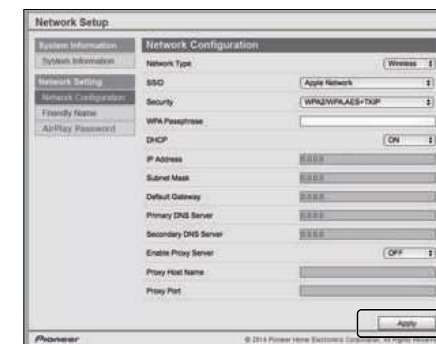 Network Setup
System Information
System Information
Network Setting
Network Configuration
Friendly Name
AirPlay Password
Network Configuration
Network Type Wireless
SSID Apple Network
Security WPA2/WPA,AES+TKIP
WPA Passphrase
DHCP ON
IP Address 0.0.0.0
Subnet Mask 0.0.0.0
Default Gateway 0.0.0.0
Primary DNS Server 0.0.0.0
Secondary DNS Server 0.0.0.0
Enable Proxy Server OFF
Proxy Host Name
Proxy Port
Apply
Pioneer © 2014 Pioneer Home Electronics Corporation. All Rights Reserve